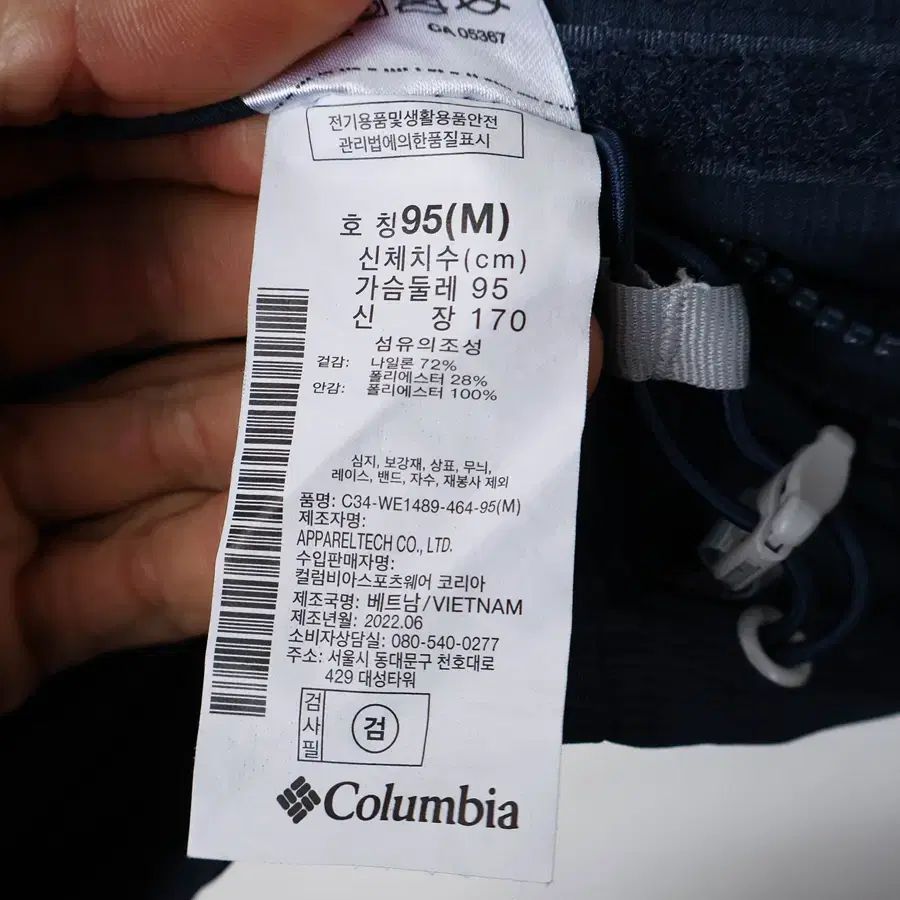 CA 05367
전기용품및생활용품안전
관리법에의한품질표시
호 칭 95(M)
신체치수(cm)
가슴둘레 95
신 장 170
섬유의조성
겉감: 나일론 72%
폴리에스터 28%
안감: 폴리에스터 100%
심지, 보강재, 상표, 무늬,
레이스, 밴드, 자수, 재봉사 제외
품명: C34-WE1489-464-95(M)
제조자명:
APPARELTECH CO., LTD.
수입판매자명:
컬럼비아스포츠웨어 코리아
제조국명: 베트남/VIETNAM
제조년월: 2022.06
소비자상담실: 080-540-0277
주소: 서울시 동대문구 천호대로
429 대성타워
검사필
검
Columbia